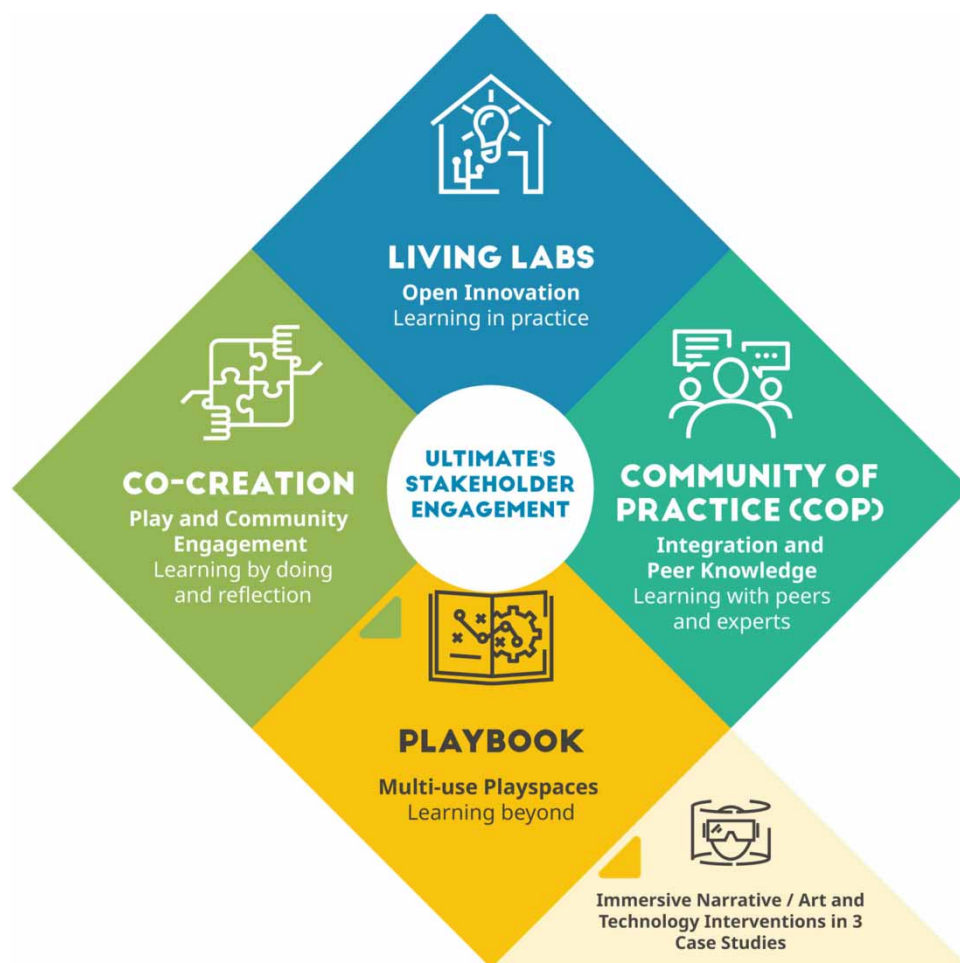 LIVING LABS
Open Innovation
Learning in practice
CO-CREATION
Play and Community
Engagement
Learning by doing
and reflection
ULTIMATE'S
STAKEHOLDER
ENGAGEMENT
COMMUNITY OF
PRACTICE (COP)
Integration and
Peer Knowledge
Learning with peers
and experts
PLAYBOOK
Multi-use Playspaces
Learning beyond
Immersive Narrative / Art and
Technology Interventions in 3
Case Studies